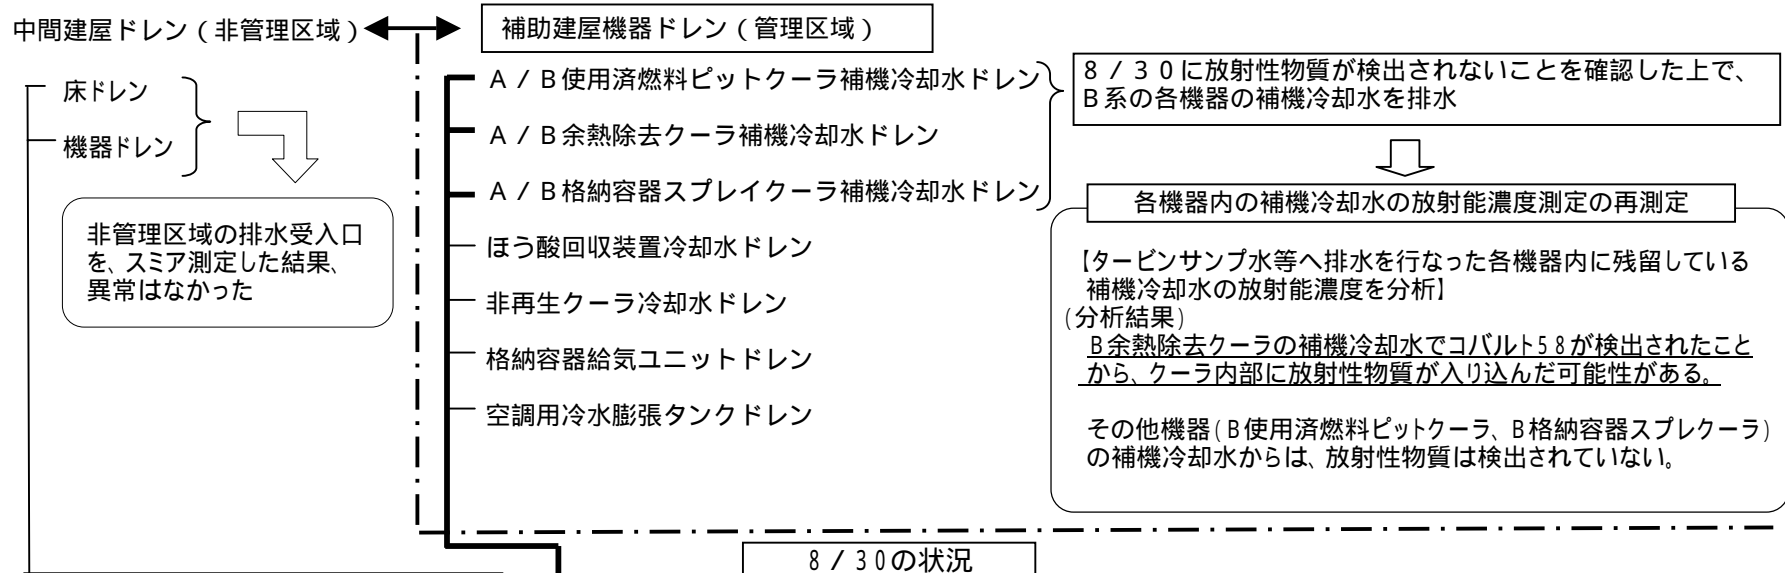 中間建屋ドレン(非管理区域)
補助建屋機器ドレン(管理区域)
床ドレン
機器ドレン
非管理区域の排水受入口
を、スミア測定した結果、
異常はなかった
A/B使用済燃料ピットクーラ補機冷却水ドレン
A/B余熱除去クーラ補機冷却水ドレン
A/B格納容器スプレイクーラ補機冷却水ドレン
ほう酸回収装置冷却水ドレン
非再生クーラ冷却水ドレン
格納容器給気ユニットドレン
空調用冷水膨張タンクドレン
8/30に放射性物質が検出されないことを確認した上で、
B系の各機器の補機冷却水を排水
各機器内の補機冷却水の放射能濃度測定の再測定
【タービンサンプ水等へ排水を行なった各機器内に残留している
補機冷却水の放射能濃度を分析】
(分析結果)
B余熱除去クーラの補機冷却水でコバルト58が検出されたこと
から、クーラ内部に放射性物質が入り込んだ可能性がある。
その他機器(B使用済燃料ピットクーラ、B格納容器スプレクーラ)
の補機冷却水からは、放射性物質は検出されていない。
8/30の状況